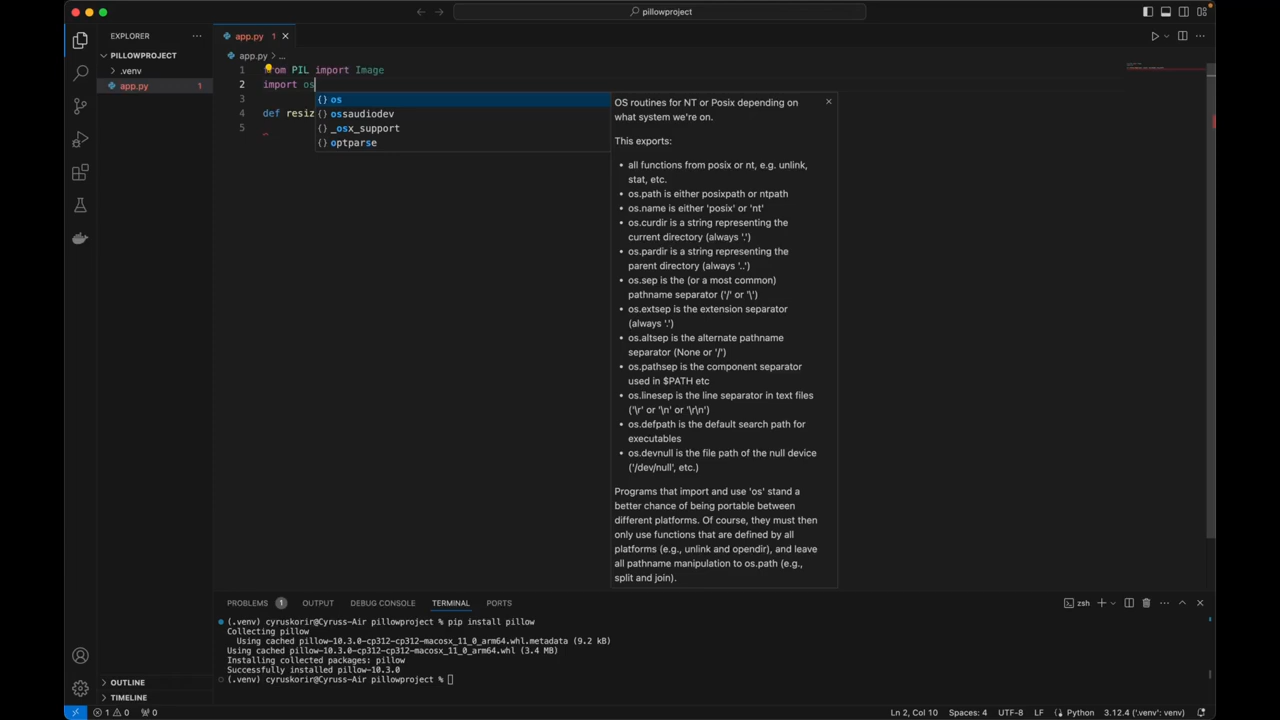 pillowproject
EXPLORER
app.py 1
PILLOWPROJECT
app.py > ...
.venv
app.py 1
1 from PIL import Image
2 import os
3
4 def resiz
5
os
ossaudiodev
_osx_support
optparse
OS routines for NT or Posix depending on
what system we're on.
This exports:
• all functions from posix or nt, e.g. unlink,
stat, etc.
• os.path is either posixpath or ntpath
• os.name is either 'posix' or 'nt'
• os.curdir is a string representing the
current directory (always '.')
• os.pardir is a string representing the
parent directory (always '..')
• os.sep is the (or a most common)
pathname separator ('/' or '\')
• os.extsep is the extension separator
(always '.')
• os.altsep is the alternate pathname
separator (None or '/')
• os.pathsep is the component separator
used in $PATH etc
• os.linesep is the line separator in text files
('\r' or '\n' or '\r\n')
• os.defpath is the default search path for
executables
• os.devnull is the file path of the null device
('/dev/null', etc.)
Programs that import and use 'os' stand a
better chance of being portable between
different platforms. Of course, they must then
only use functions that are defined by all
platforms (e.g., unlink and opendir), and leave
all pathname manipulation to os.path (e.g.,
split and join).
PROBLEMS 1 OUTPUT DEBUG CONSOLE TERMINAL PORTS
zsh
(.venv) cyruskorir@Cyruss-Air pillowproject % pip install pillow
Collecting pillow
Using cached pillow-10.3.0-cp312-cp312-macosx_11_0_arm64.whl.metadata (9.2 kB)
Using cached pillow-10.3.0-cp312-cp312-macosx_11_0_arm64.whl (3.4 MB)
Installing collected packages: pillow
Successfully installed pillow-10.3.0
(.venv) cyruskorir@Cyruss-Air pillowproject %
OUTLINE
TIMELINE
1 0 0 Ln 2, Col 10 Spaces: 4 UTF-8 LF Python 3.12.4 ('.venv': venv)